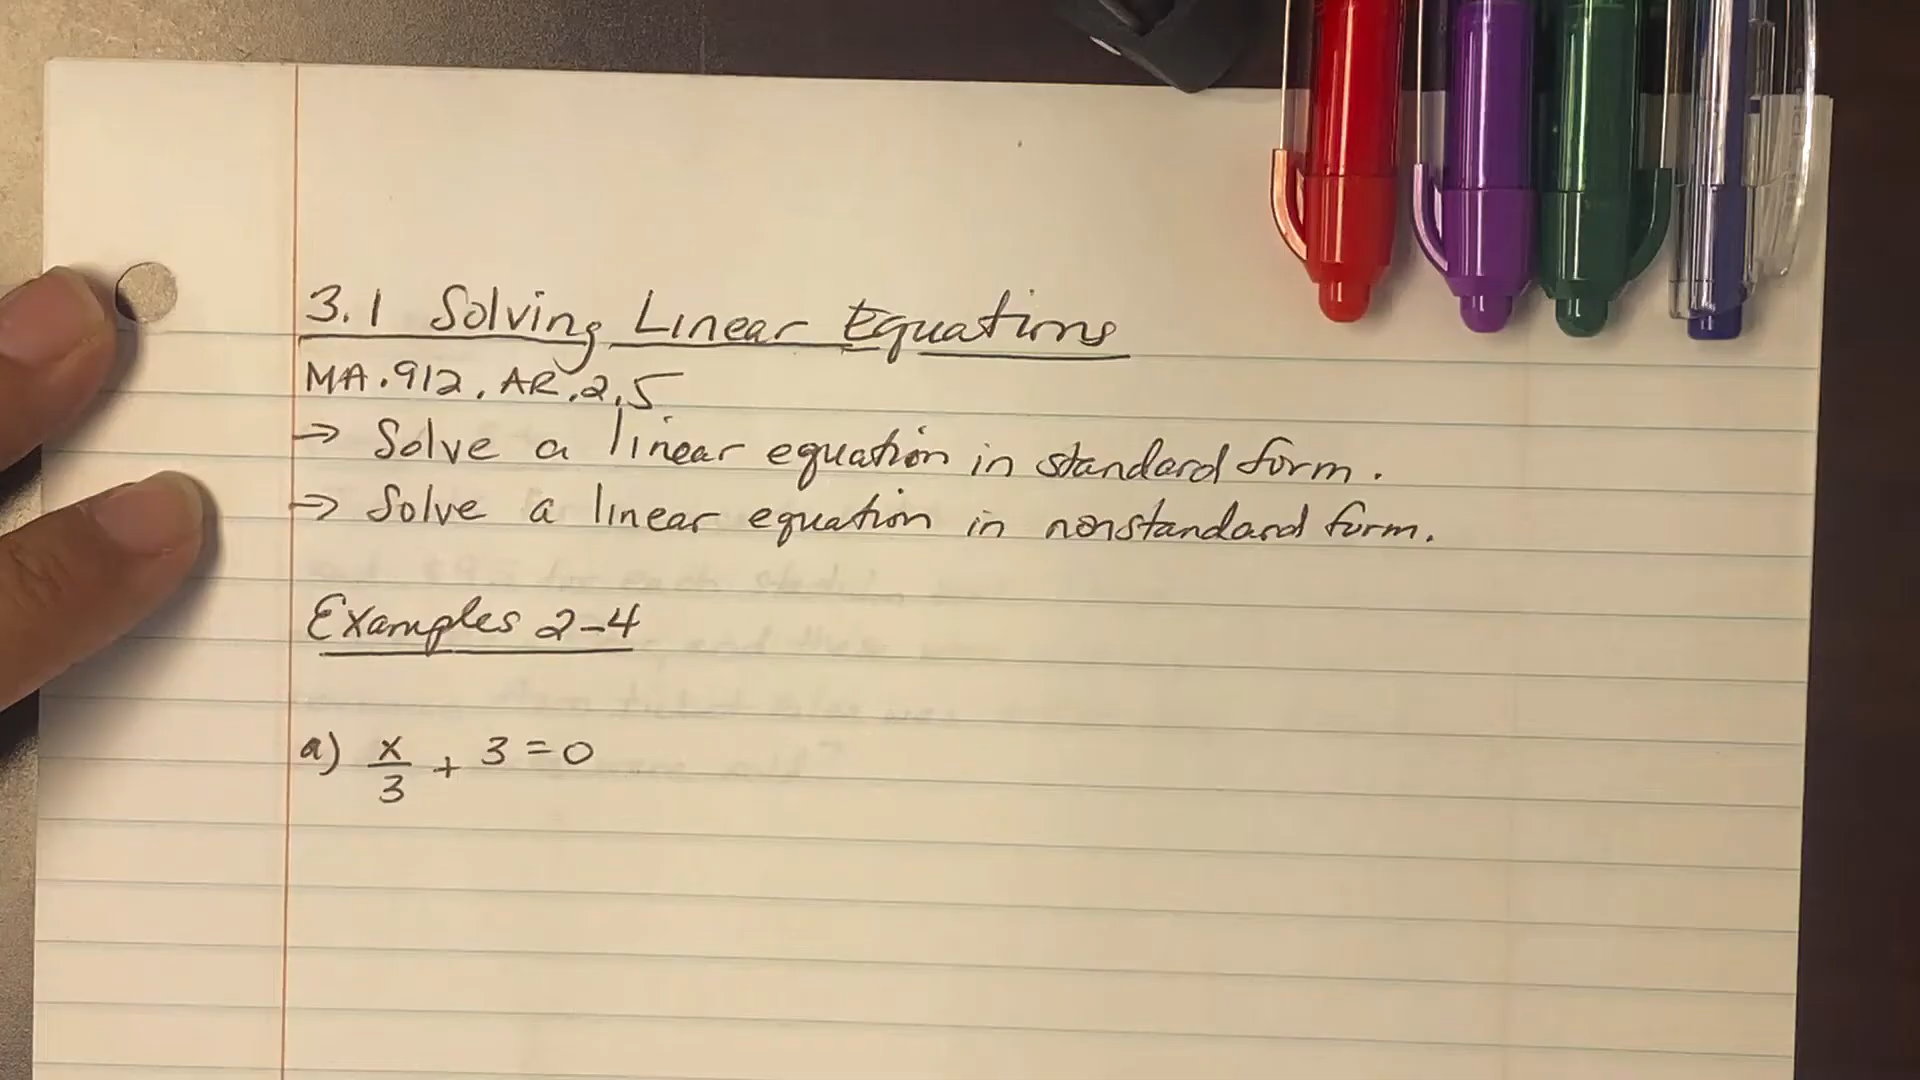 3.1 Solving Linear Equations
MA.912.AR.2.5
→ Solve a linear equation in standard form.
→ Solve a linear equation in nonstandard form.
Examples 2-4
a) x/3 + 3 = 0